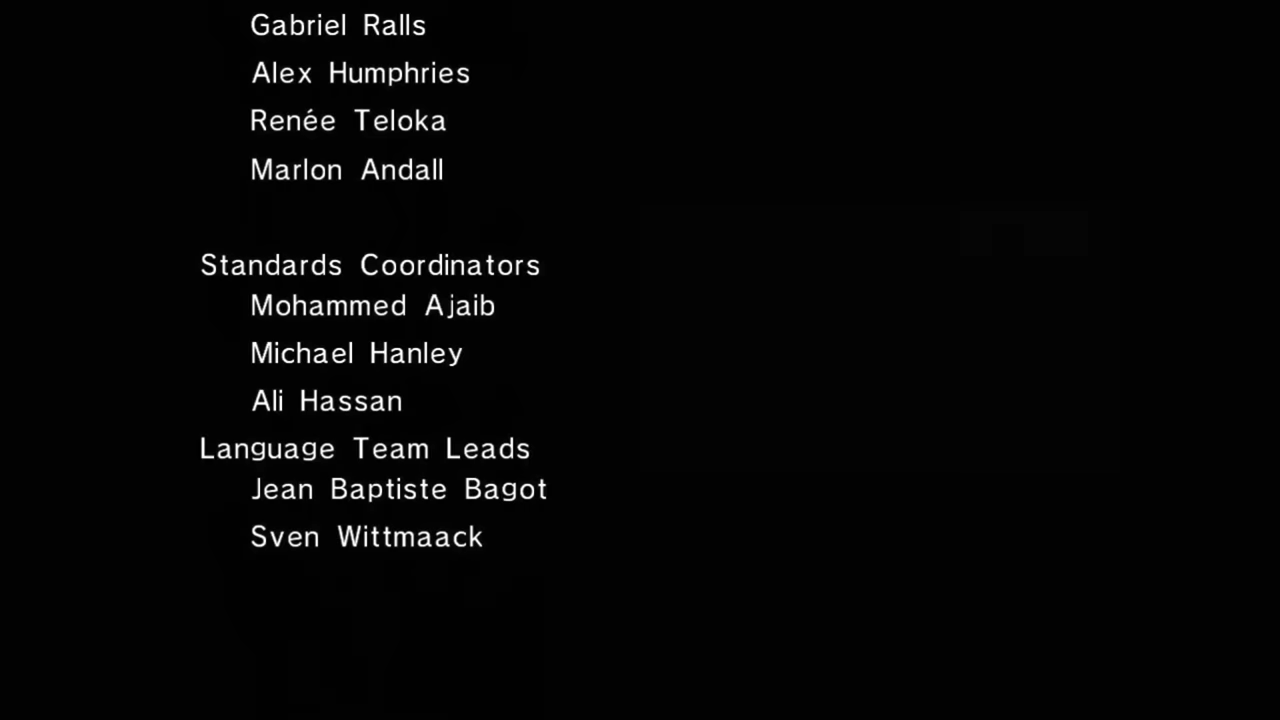 Gabriel Ralls
Alex Humphries
Renée Teloka
Marlon Andall
Standards Coordinators
Mohammed Ajaib
Michael Hanley
Ali Hassan
Language Team Leads
Jean Baptiste Bagot
Sven Wittmaack